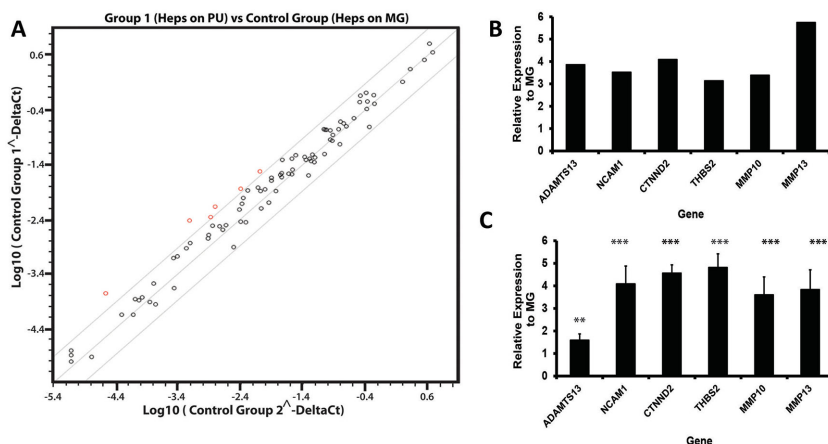 A
Group 1 (Heps on PU) vs Control Group (Heps on MG)
Log10 ( Control Group 1^-DeltaCt)
0.6
-0.4
-1.4
-2.4
-3.4
-4.4
-5.4 -4.4 -3.4 -2.4 -1.4 -0.4 0.6
Log10 ( Control Group 2^-DeltaCt)
B
Relative Expression
to MG
6
5
4
3
2
1
0
ADAMTS13 NCAM1 CTNND2 THBS2 MMP10 MMP13
Gene
C
Relative Expression
to MG
6
5
4
3
2
1
0
** *** *** *** *** ***
ADAMTS13 NCAM1 CTNND2 THBS2 MMP10 MMP13
Gene